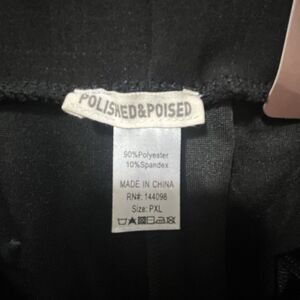 POLISHED&POISED
90%Polyester
10%Spandex
MADE IN CHINA
RN#: 144098
Size: PXL